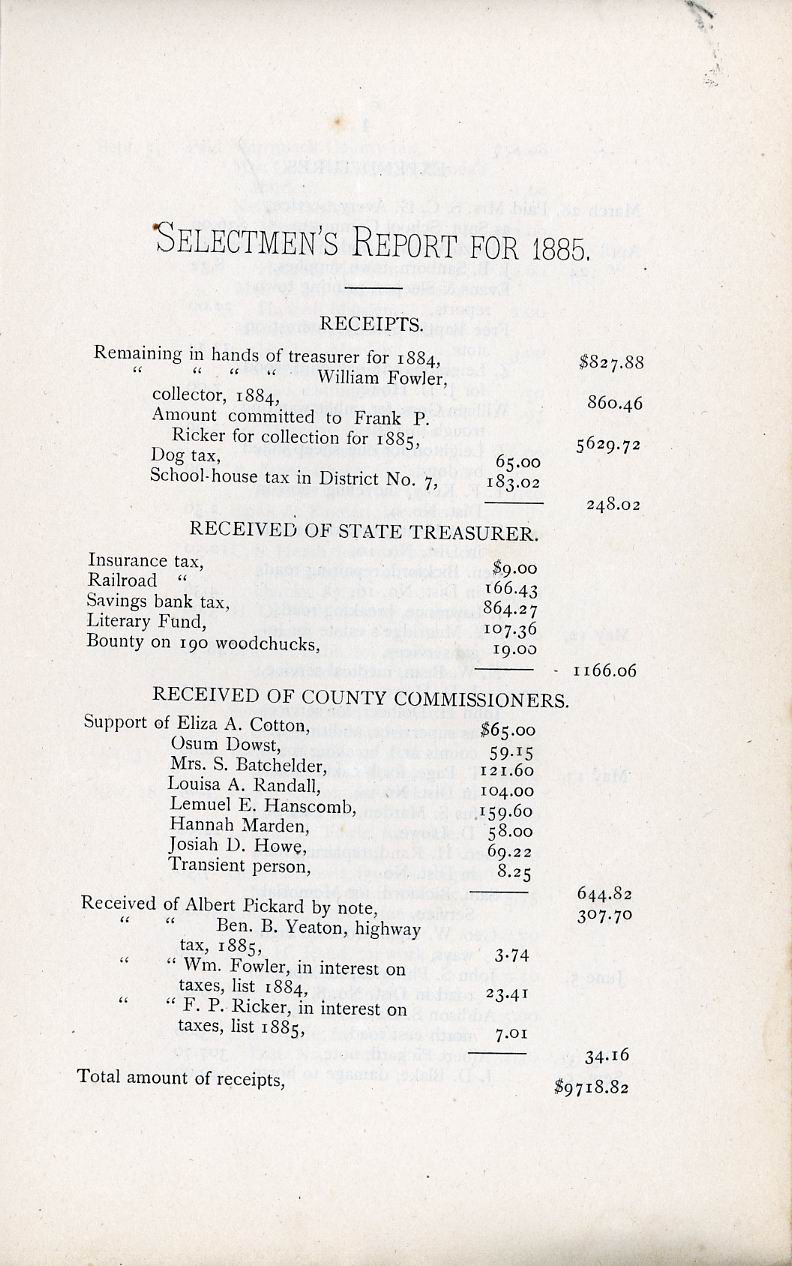 SELECTMEN'S REPORT FOR 1885.
RECEIPTS.
Remaining in hands of treasurer for 1884, $827.88
“ “ “ “ William Fowler,
collector, 1884, 860.46
Amount committed to Frank P.
Ricker for collection for 1885, 5629.72
Dog tax, 65.00
School-house tax in District No. 7, 183.02
248.02
RECEIVED OF STATE TREASURER.
Insurance tax, $9.00
Railroad “ 166.43
Savings bank tax, 864.27
Literary Fund, 107.36
Bounty on 190 woodchucks, 19.00
1166.06
RECEIVED OF COUNTY COMMISSIONERS.
Support of Eliza A. Cotton, $65.00
Osum Dowst, 59.15
Mrs. S. Batchelder, 121.60
Louisa A. Randall, 104.00
Lemuel E. Hanscomb, 159.60
Hannah Marden, 58.00
Josiah D. Howe, 69.22
Transient person, 8.25
644.82
Received of Albert Pickard by note, 307.70
“ “ Ben. B. Yeaton, highway
tax, 1885, 3.74
“ “ Wm. Fowler, in interest on
taxes, list 1884, 23.41
“ “ F. P. Ricker, in interest on
taxes, list 1885, 7.01
34.16
Total amount of receipts, $9718.82